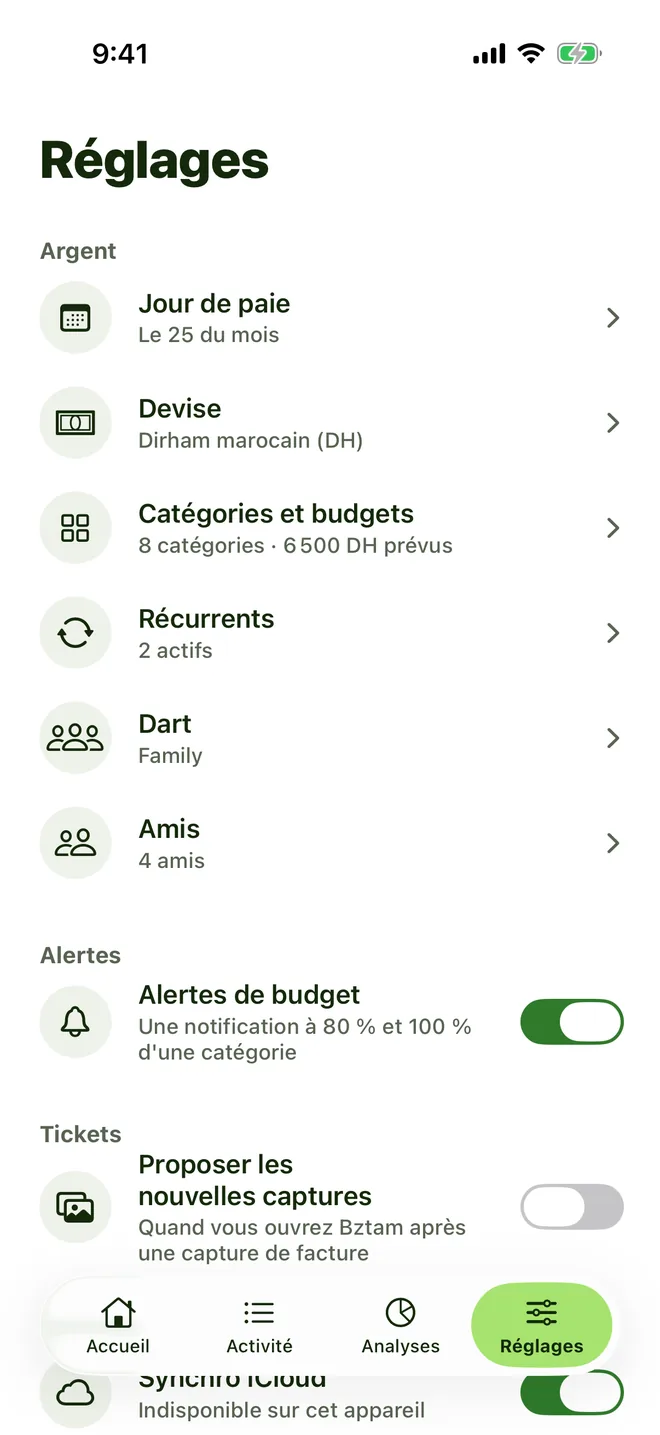 9:41
Réglages
Argent
Jour de paie
Le 25 du mois
Devise
Dirham marocain (DH)
Catégories et budgets
8 catégories · 6 500 DH prévus
Récurrents
2 actifs
Dart
Family
Amis
4 amis
Alertes
Alertes de budget
Une notification à 80 % et 100 %
d'une catégorie
Tickets
Proposer les
nouvelles captures
Quand vous ouvrez Bztam après
une capture de facture
Accueil
Activité
Analyses
Réglages
Synchro iCloud
Indisponible sur cet appareil